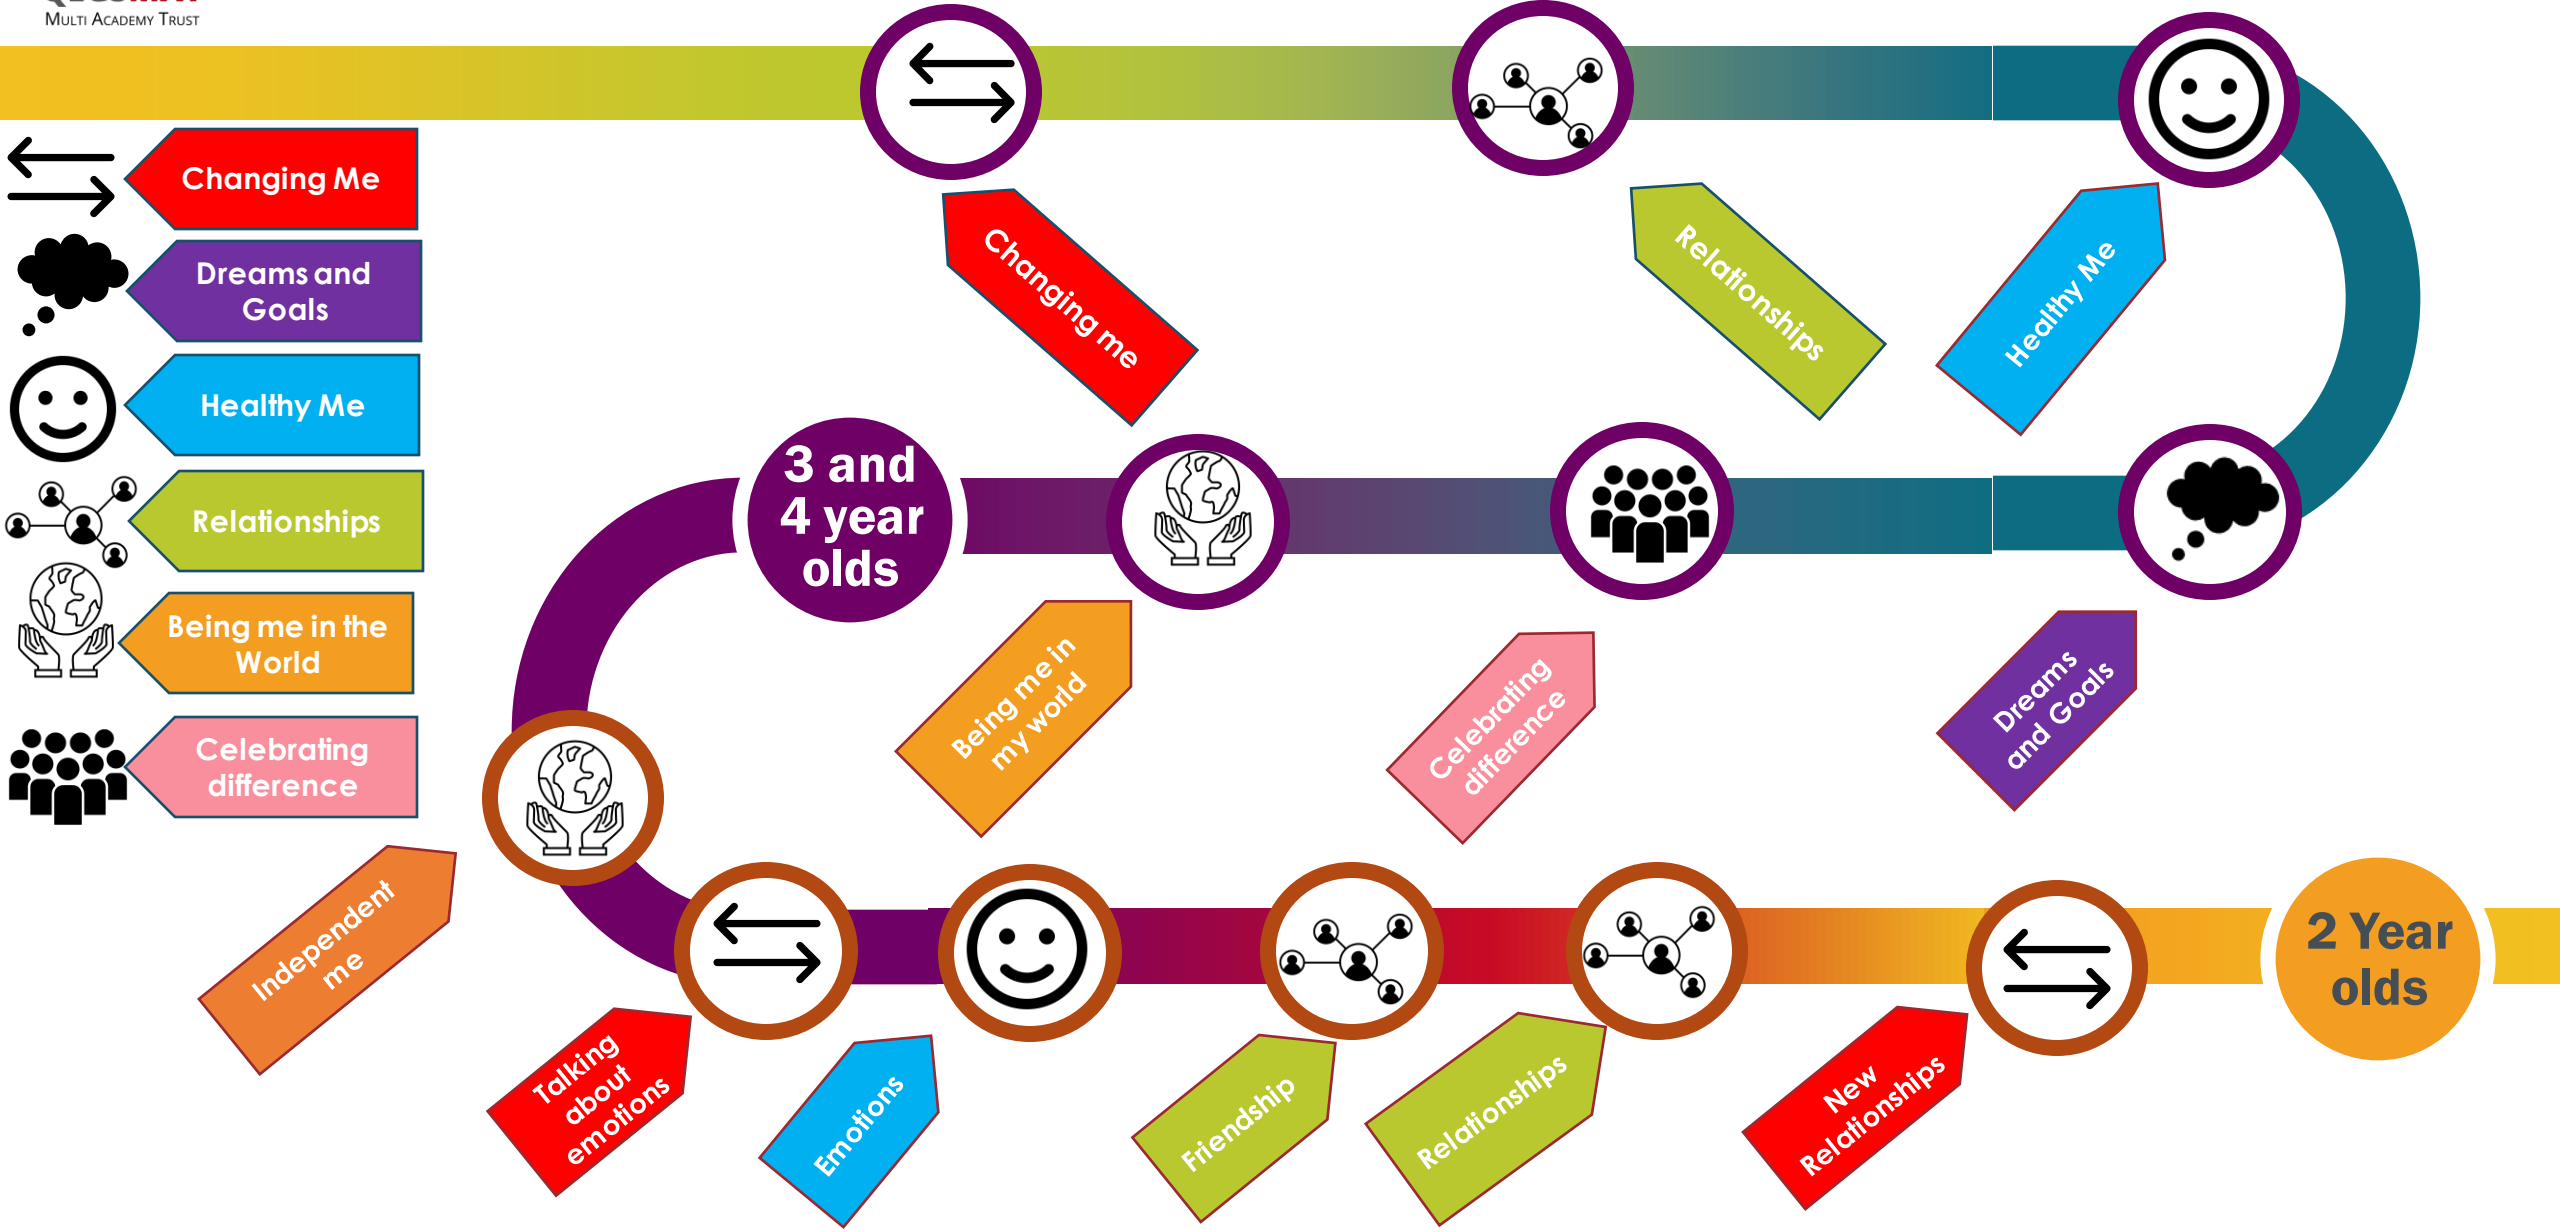 MULTI ACADEMY TRUST
Changing Me
Dreams and
Goals
Healthy Me
Relationships
Being me in the
World
Celebrating
difference
Changing me
Relationships
Healthy Me
3 and
4 year
olds
Being me in
my world
Celebrating
difference
Dreams
and Goals
Independent
me
Talking
about
emotions
Emotions
Friendship
Relationships
New
Relationships
2 Year
olds